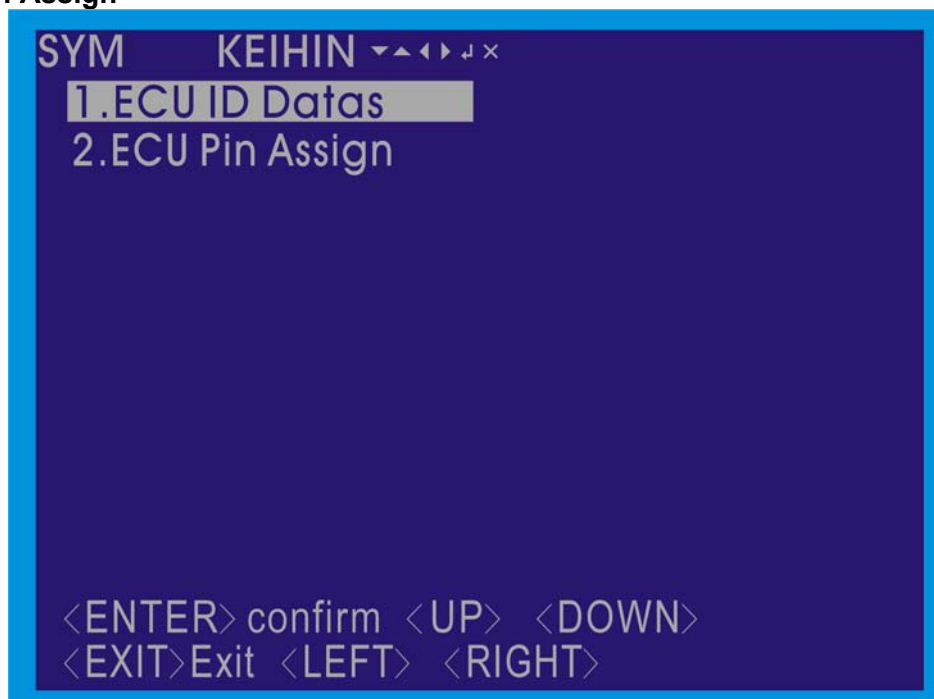 Assign
SYM KEIHIN ▼▲◀▶↲×
1.ECU ID Datas
2.ECU Pin Assign
<ENTER> confirm <UP> <DOWN>
<EXIT>Exit <LEFT> <RIGHT>